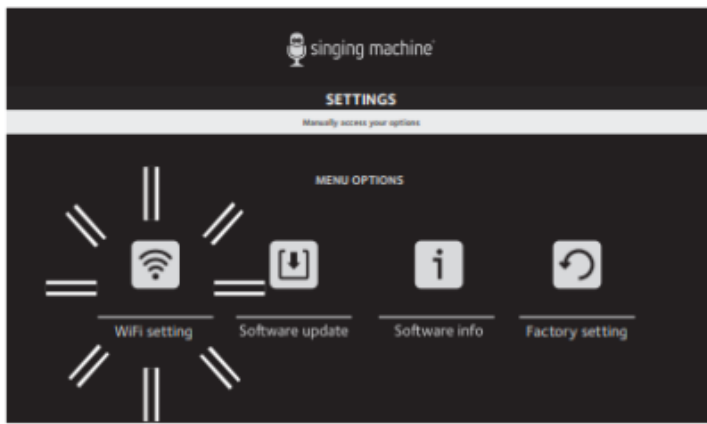 singing machine®
SETTINGS
Manually access your options
MENU OPTIONS
WiFi setting
Software update
Software info
Factory setting